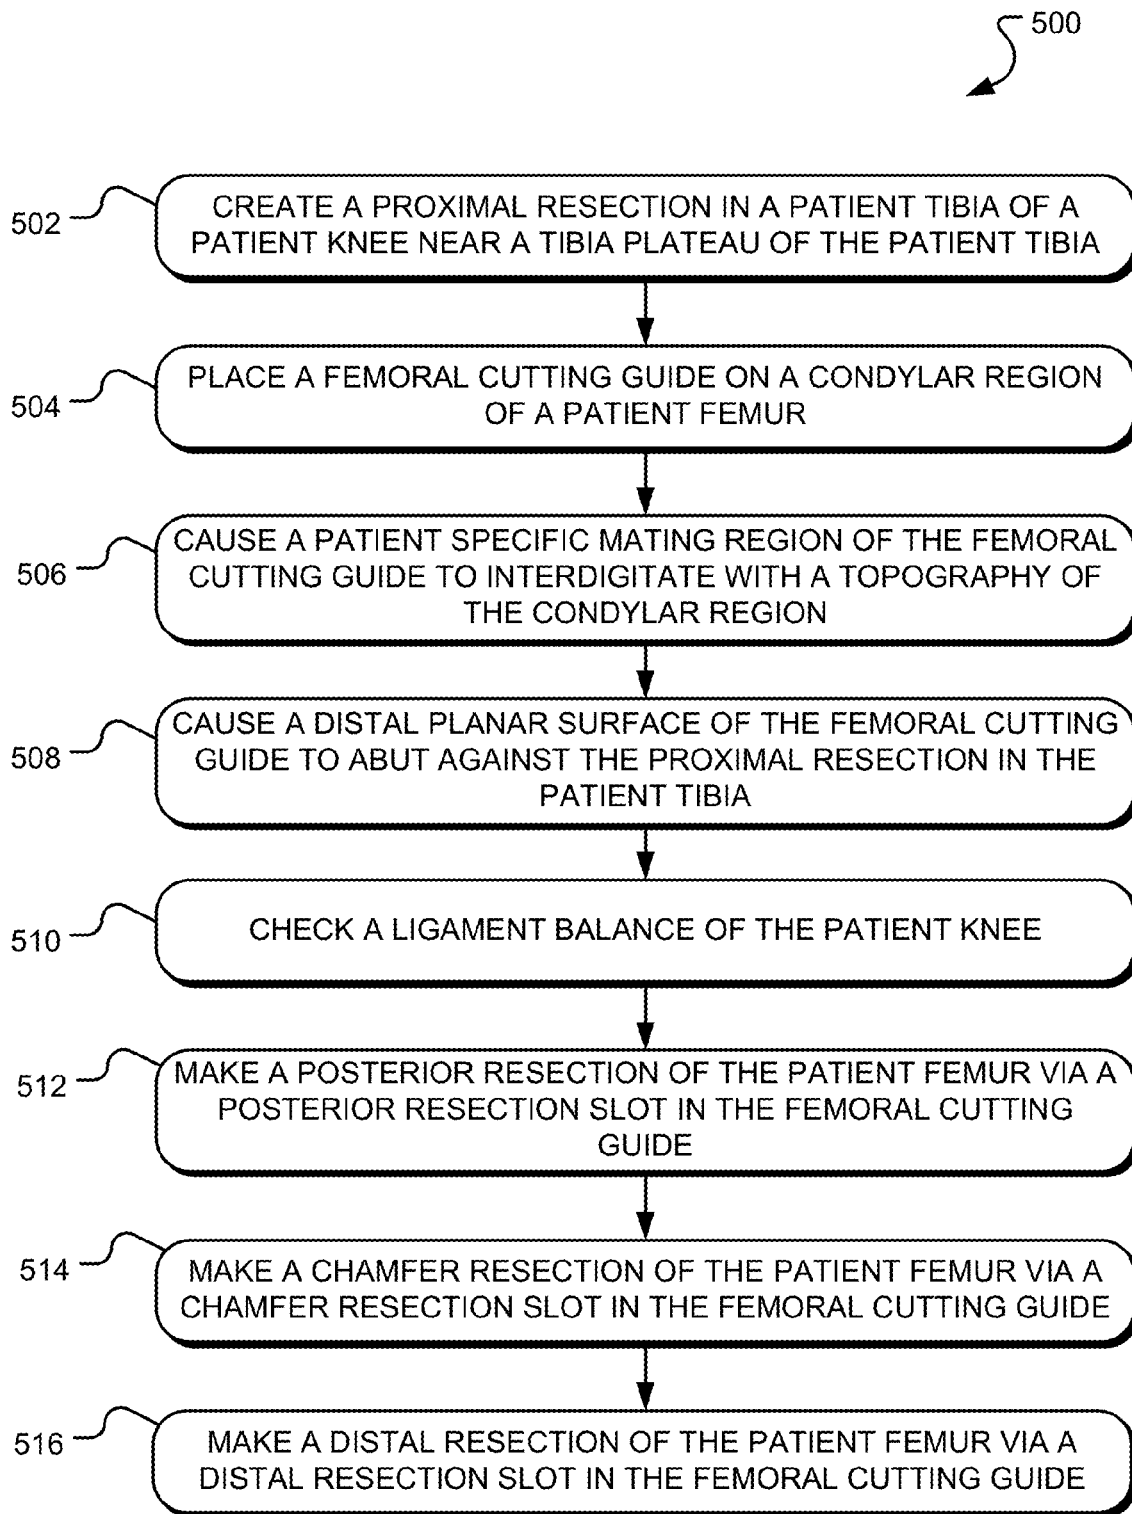 500
502
CREATE A PROXIMAL RESECTION IN A PATIENT TIBIA OF A
PATIENT KNEE NEAR A TIBIA PLATEAU OF THE PATIENT TIBIA
504
PLACE A FEMORAL CUTTING GUIDE ON A CONDYLAR REGION
OF A PATIENT FEMUR
506
CAUSE A PATIENT SPECIFIC MATING REGION OF THE FEMORAL
CUTTING GUIDE TO INTERDIGITATE WITH A TOPOGRAPHY OF
THE CONDYLAR REGION
508
CAUSE A DISTAL PLANAR SURFACE OF THE FEMORAL CUTTING
GUIDE TO ABUT AGAINST THE PROXIMAL RESECTION IN THE
PATIENT TIBIA
510
CHECK A LIGAMENT BALANCE OF THE PATIENT KNEE
512
MAKE A POSTERIOR RESECTION OF THE PATIENT FEMUR VIA A
POSTERIOR RESECTION SLOT IN THE FEMORAL CUTTING
GUIDE
514
MAKE A CHAMFER RESECTION OF THE PATIENT FEMUR VIA A
CHAMFER RESECTION SLOT IN THE FEMORAL CUTTING GUIDE
516
MAKE A DISTAL RESECTION OF THE PATIENT FEMUR VIA A
DISTAL RESECTION SLOT IN THE FEMORAL CUTTING GUIDE